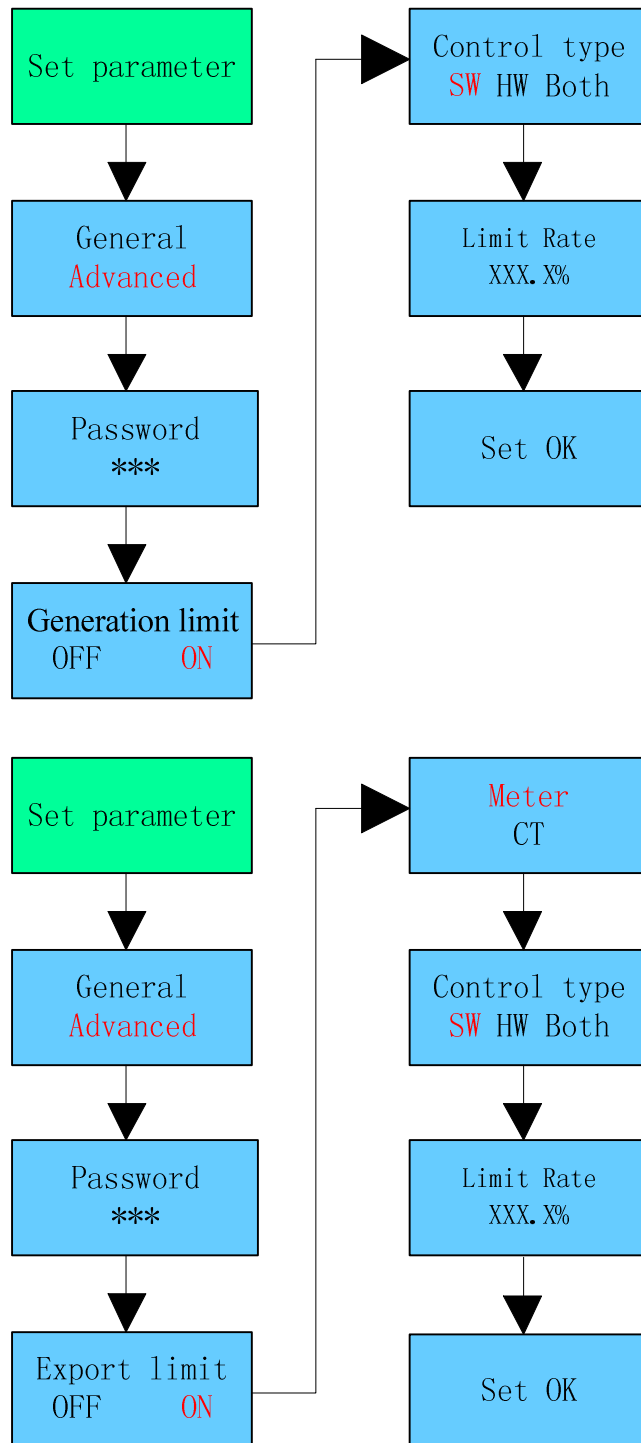 Set parameter
General
Advanced
Password
***
Generation limit
OFF ON
Control type
SW HW Both
Limit Rate
XXX.X%
Set OK
Set parameter
General
Advanced
Password
***
Export limit
OFF ON
Meter
CT
Control type
SW HW Both
Limit Rate
XXX.X%
Set OK